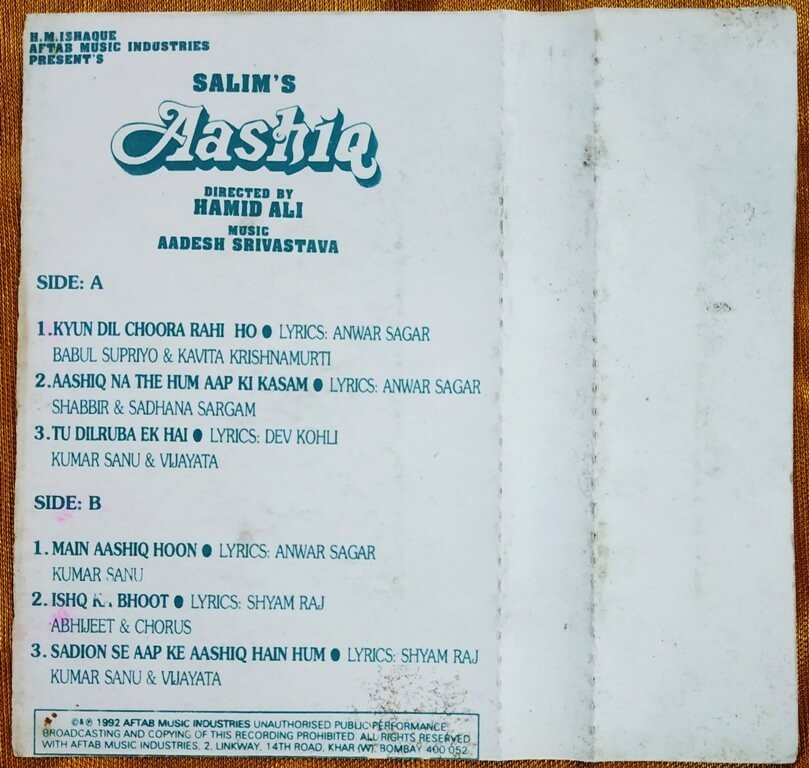 H.M.ISHAQUE
AFTAB MUSIC INDUSTRIES
PRESENT'S
SALIM'S
Aashiq
DIRECTED BY
HAMID ALI
MUSIC
AADESH SRIVASTAVA
SIDE: A
1.KYUN DIL CHOORA RAHI HO ● LYRICS: ANWAR SAGAR
BABUL SUPRIYO & KAVITA KRISHNAMURTI
2.AASHIQ NA THE HUM AAP KI KASAM ● LYRICS: ANWAR SAGAR
SHABBIR & SADHANA SARGAM
3.TU DILRUBA EK HAI ● LYRICS: DEV KOHLI
KUMAR SANU & VIJAYATA
SIDE: B
1.MAIN AASHIQ HOON ● LYRICS: ANWAR SAGAR
KUMAR SANU
2.ISHQ BHOOT ● LYRICS: SHYAM RAJ
ABHIJEET & CHORUS
3.SADION SE AAP KE AASHIQ HAIN HUM ● LYRICS: SHYAM RAJ
KUMAR SANU & VIJAYATA
©&℗ 1992 AFTAB MUSIC INDUSTRIES UNAUTHORISED PUBLIC PERFORMANCE
BROADCASTING AND COPYING OF THIS RECORDING PROHIBITED. ALL RIGHTS RESERVED
WITH AFTAB MUSIC INDUSTRIES, 2, LINKWAY, 14TH ROAD, KHAR (W), BOMBAY 400 052